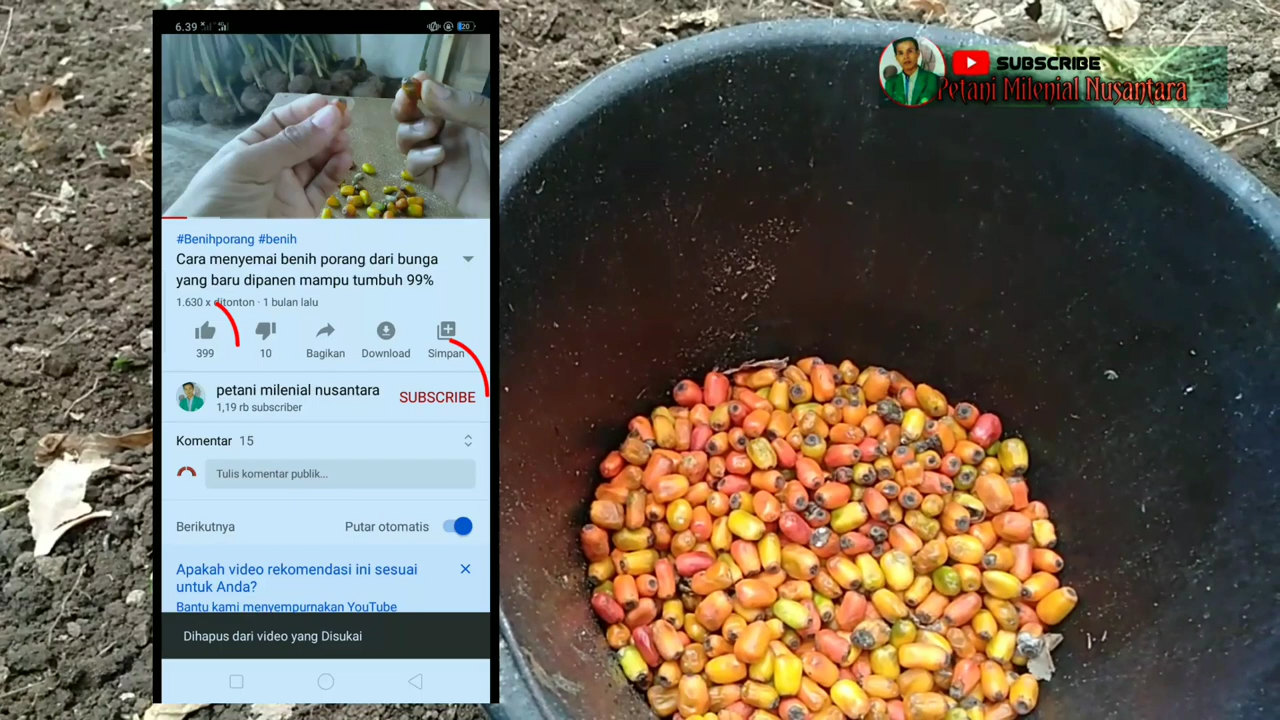 6.39
20
#Benihporang #benih
Cara menyemai benih porang dari bunga
yang baru dipanen mampu tumbuh 99%
1.630 x ditonton · 1 bulan lalu
399
10
Bagikan
Download
Simpan
petani milenial nusantara
1,19 rb subscriber
SUBSCRIBE
Komentar 15
Tulis komentar publik...
Berikutnya
Putar otomatis
Apakah video rekomendasi ini sesuai
untuk Anda?
Bantu kami menyempurnakan YouTube
Dihapus dari video yang Disukai
SUBSCRIBE
Petani Milenial Nusantara